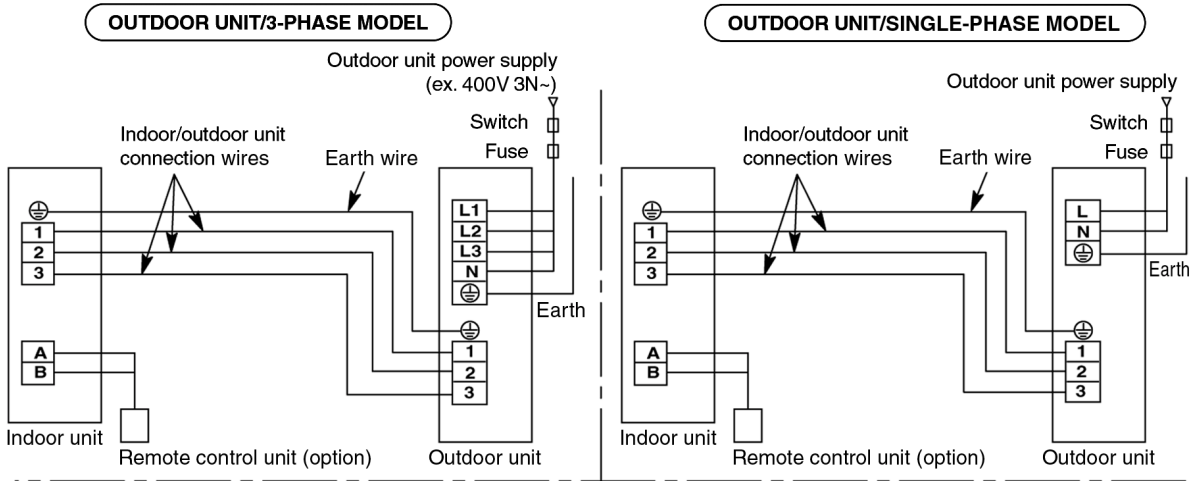 OUTDOOR UNIT/3-PHASE MODEL
Outdoor unit power supply
(ex. 400V 3N~)
Switch
Fuse
Indoor/outdoor unit
connection wires
Earth wire
1
2
3
A
B
L1
L2
L3
N
Earth
1
2
3
Indoor unit
Remote control unit (option)
Outdoor unit
OUTDOOR UNIT/SINGLE-PHASE MODEL
Outdoor unit power supply
Switch
Fuse
Indoor/outdoor unit
connection wires
Earth wire
1
2
3
A
B
L
N
Earth
1
2
3
Indoor unit
Remote control unit (option)
Outdoor unit